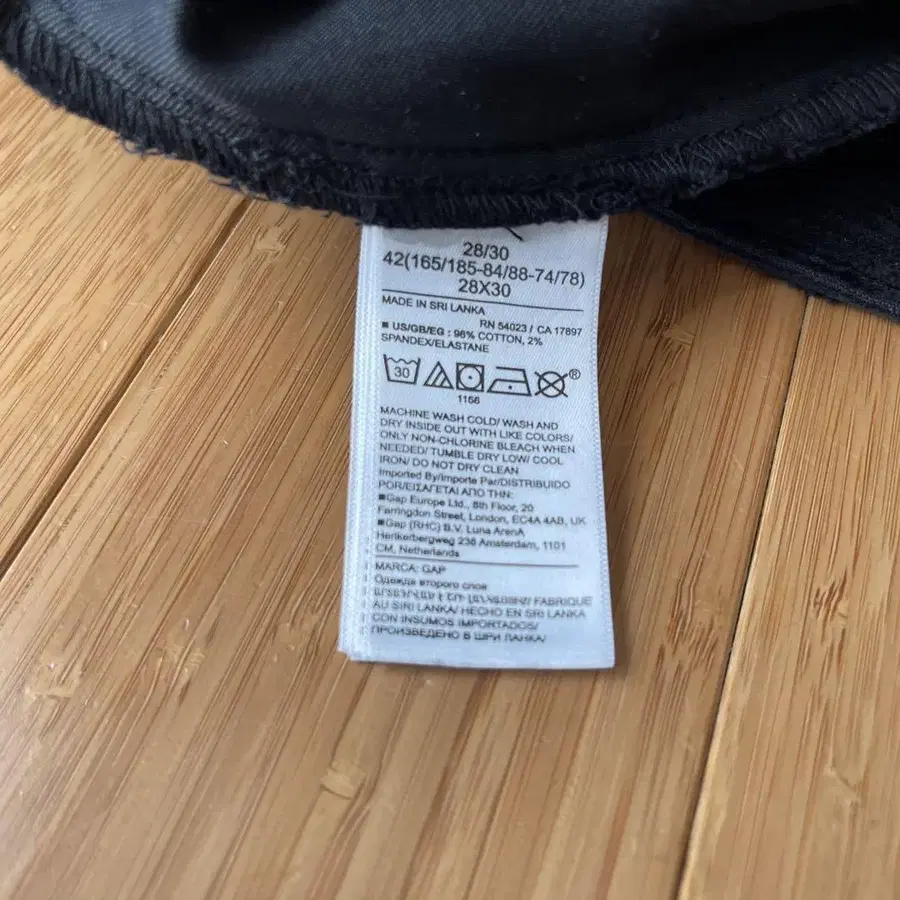 28/30
42(165/185-84/88-74/78)
28X30
MADE IN SRI LANKA
RN 54023 / CA 17897
■ US/GB/EG : 98% COTTON, 2%
SPANDEX/ELASTANE
30
®
1156
MACHINE WASH COLD/ WASH AND
DRY INSIDE OUT WITH LIKE COLORS/
ONLY NON-CHLORINE BLEACH WHEN
NEEDED/ TUMBLE DRY LOW/ COOL
IRON/ DO NOT DRY CLEAN
Imported By/Importe Par/DISTRIBUIDO
POR/ΕΙΣΑΓΕΤΑΙ ΑΠΟ ΤΗΝ:
■Gap Europe Ltd., 8th Floor, 20
Farringdon Street, London, EC4A 4AB, UK
■Gap (RHC) B.V. Luna ArenA
Herikerbergweg 238 Amsterdam, 1101
CM, Netherlands
MARCA: GAP
Одежда второго слоя
FABRIQUE
AU SIRI LANKA/ HECHO EN SRI LANKA
CON INSUMOS IMPORTADOS/
ПРОИЗВЕДЕНО В ШРИ ЛАНКА/